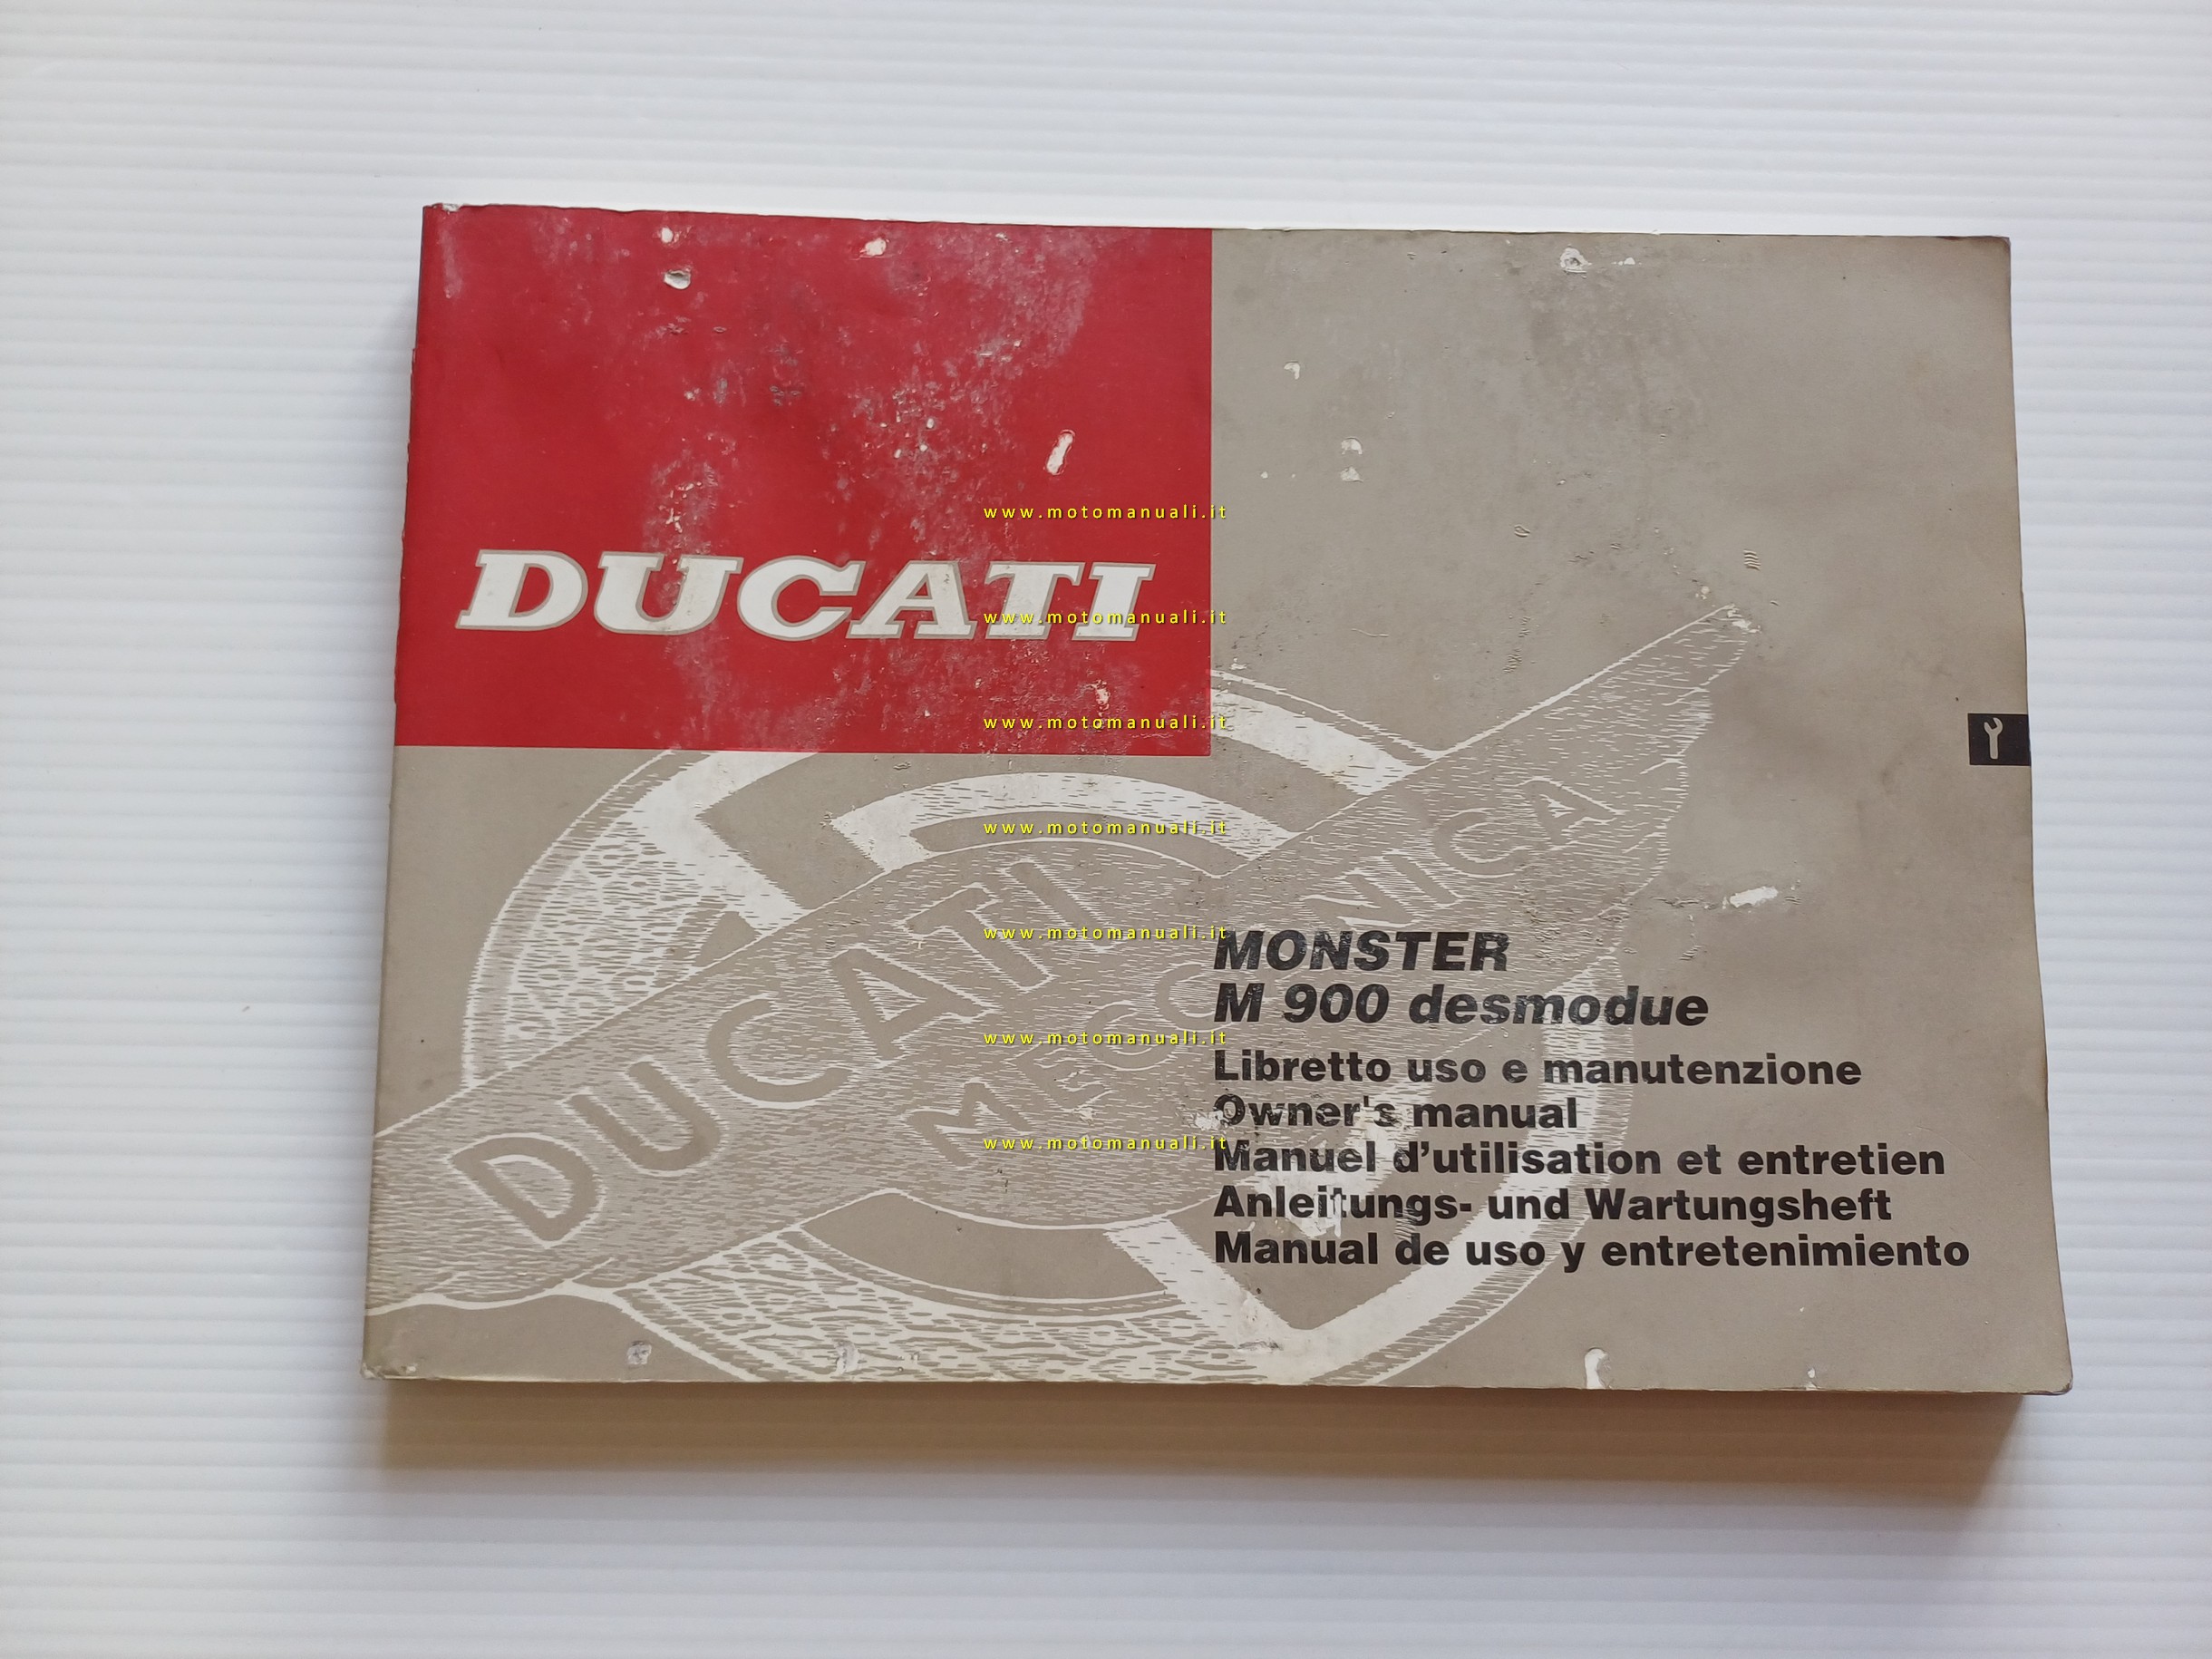 DUCATI
www.motomanuali.it
www.motomanuali.it
www.motomanuali.it
www.motomanuali.it
www.motomanuali.it
www.motomanuali.it
www.motomanuali.it
DUCATI
MECCANICA
MONSTER
M 900 desmodue
Libretto uso e manutenzione
Owner's manual
Manuel d'utilisation et entretien
Anleitungs- und Wartungsheft
Manual de uso y entretenimiento